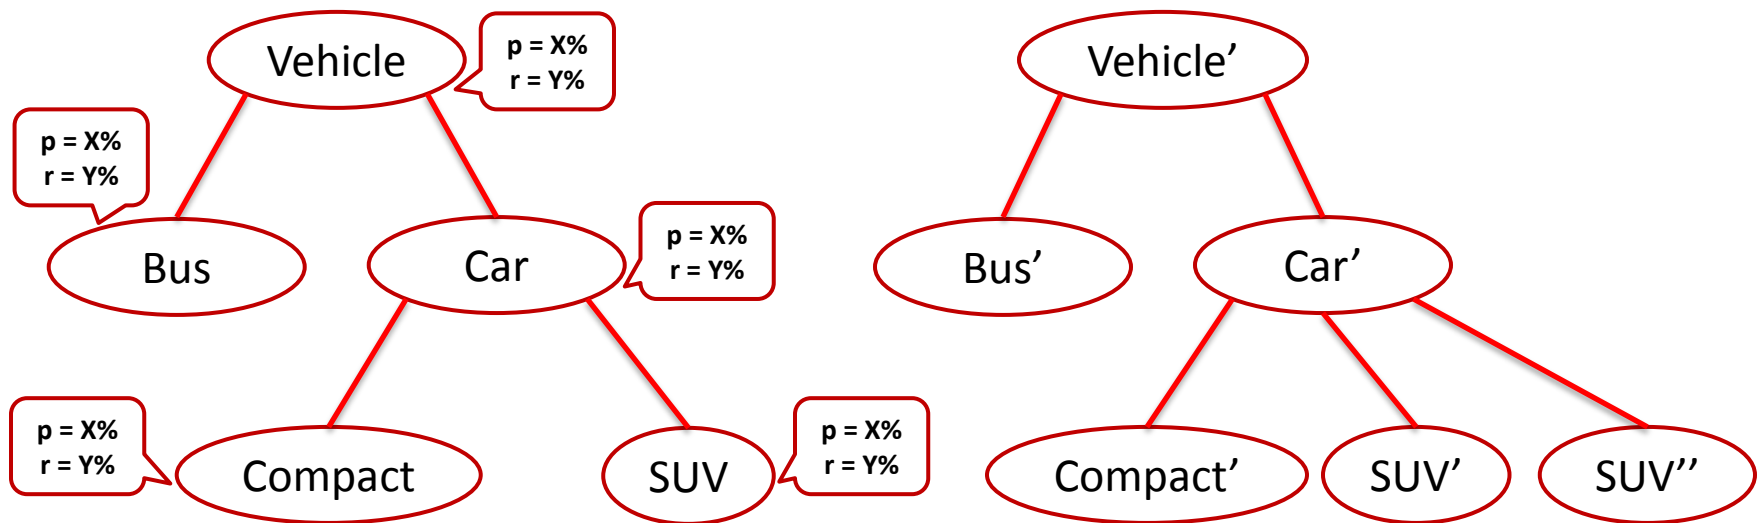 Vehicle
p = X%
r = Y%
Vehicle’
p = X%
r = Y%
Bus
Car
p = X%
r = Y%
Bus’
Car’
p = X%
r = Y%
Compact
SUV
p = X%
r = Y%
Compact’
SUV’
SUV’’